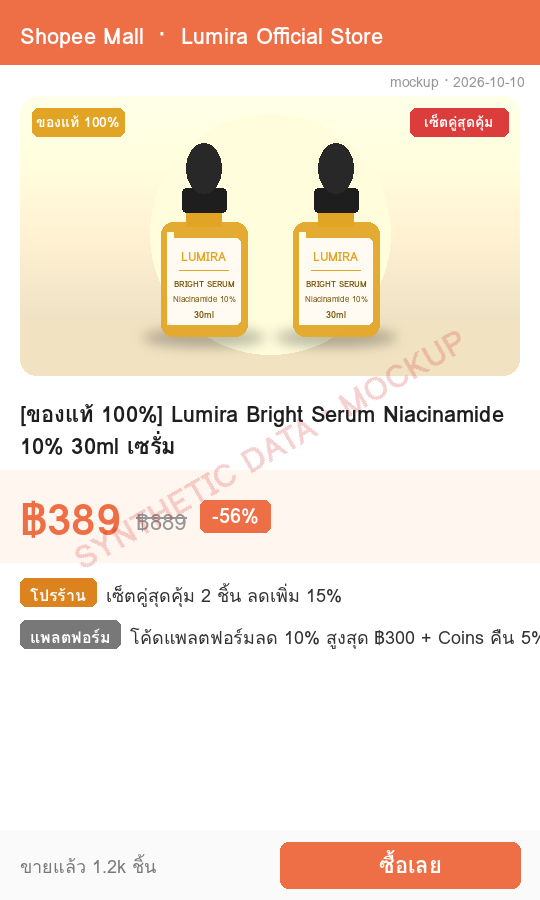 Shopee Mall · Lumira Official Store
mockup · 2026-10-10
ของแท้ 100%
เซ็ตคู่สุดคุ้ม
LUMIRA
BRIGHT SERUM
Niacinamide 10%
30ml
LUMIRA
BRIGHT SERUM
Niacinamide 10%
30ml
SYNTHETIC DATA · MOCKUP
[ของแท้ 100%] Lumira Bright Serum Niacinamide
10% 30ml เซรั่ม
฿389 ฿889 -56%
โปรร้าน เซ็ตคู่สุดคุ้ม 2 ชิ้น ลดเพิ่ม 15%
แพลตฟอร์ม โค้ดแพลตฟอร์มลด 10% สูงสุด ฿300 + Coins คืน 5%
ขายแล้ว 1.2k ชิ้น
ซื้อเลย